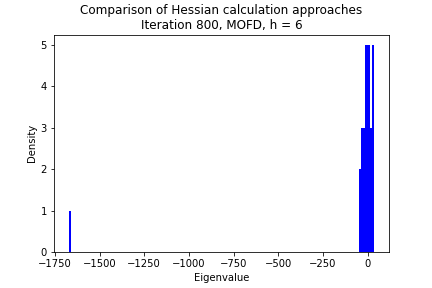 Comparison of Hessian calculation approaches
Iteration 800, MOFD, h = 6
5
4
3
2
1
0
Density
−1750 −1500 −1250 −1000 −750 −500 −250 0
Eigenvalue